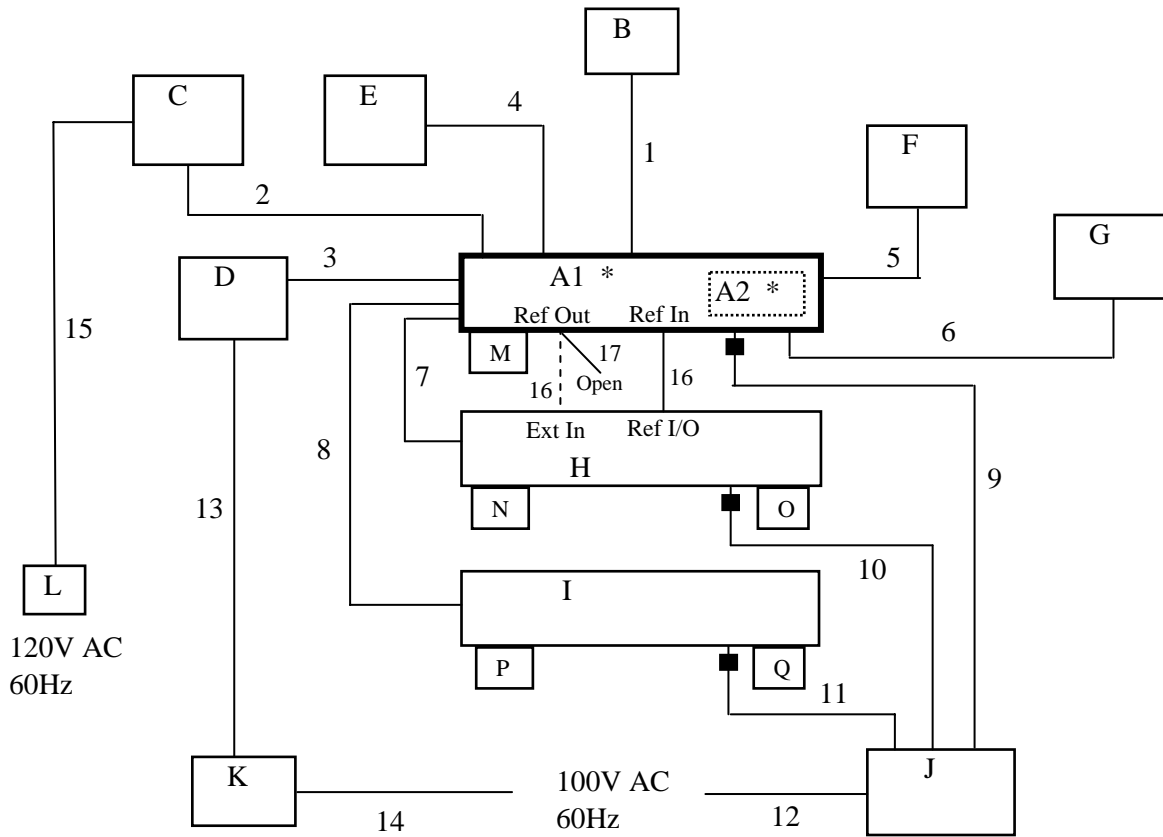 B
C
E
4
F
1
2
G
D
3
A1 *
A2 *
5
Ref Out
Ref In
15
6
M
17
7
16
Open
16
Ext In
Ref I/O
8
H
9
13
N
O
10
L
I
120V AC
60Hz
P
Q
11
K
J
100V AC
60Hz
14
12